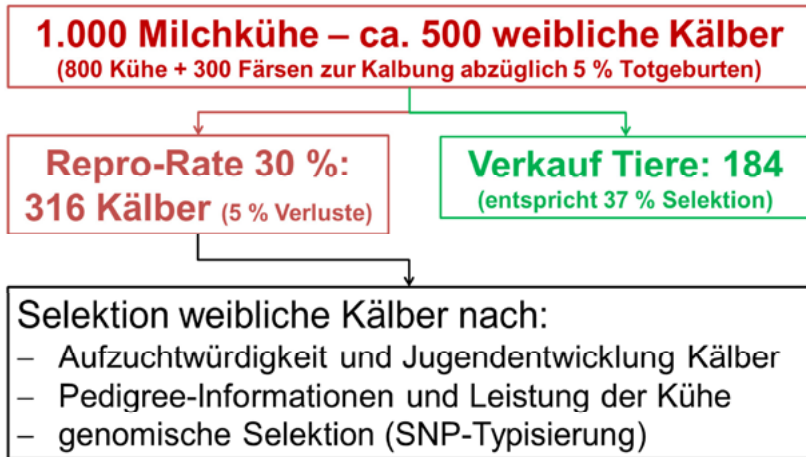 1.000 Milchkühe – ca. 500 weibliche Kälber
(800 Kühe + 300 Färsen zur Kalbung abzüglich 5 % Totgeburten)
Repro-Rate 30 %:
316 Kälber (5 % Verluste)
Verkauf Tiere: 184
(entspricht 37 % Selektion)
Selektion weibliche Kälber nach:
– Aufzuchtwürdigkeit und Jugendentwicklung Kälber
– Pedigree-Informationen und Leistung der Kühe
– genomische Selektion (SNP-Typisierung)